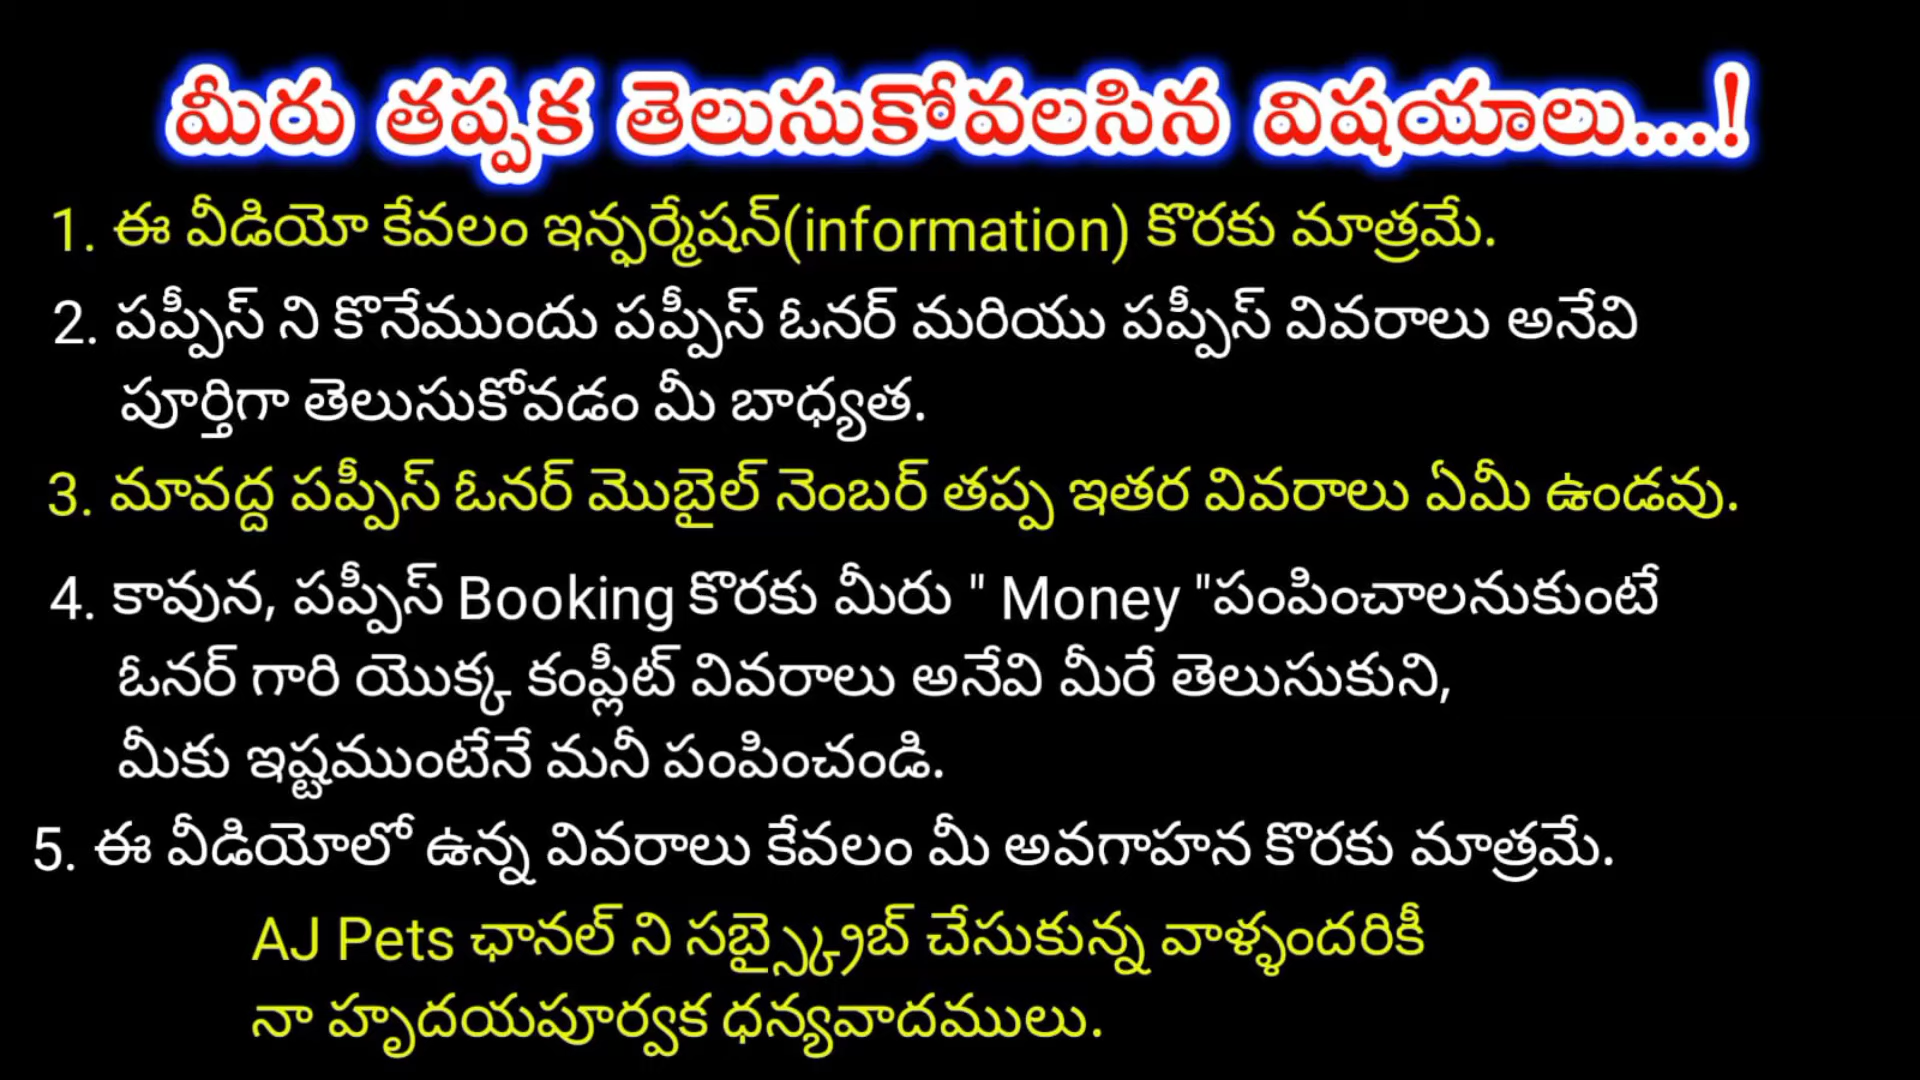 మీరు తప్పక తెలుసుకోవలసిన విషయాలు...!
1. ఈ వీడియో కేవలం ఇన్ఫర్మేషన్(information) కొరకు మాత్రమే.
2. పప్పీస్ ని కొనేముందు పప్పీస్ ఓనర్ మరియు పప్పీస్ వివరాలు అనేవి
పూర్తిగా తెలుసుకోవడం మీ బాధ్యత.
3. మావద్ద పప్పీస్ ఓనర్ మొబైల్ నెంబర్ తప్ప ఇతర వివరాలు ఏమీ ఉండవు.
4. కావున, పప్పీస్ Booking కొరకు మీరు " Money "పంపించాలనుకుంటే
ఓనర్ గారి యొక్క కంప్లీట్ వివరాలు అనేవి మీరే తెలుసుకుని,
మీకు ఇష్టముంటేనే మనీ పంపించండి.
5. ఈ వీడియోలో ఉన్న వివరాలు కేవలం మీ అవగాహన కొరకు మాత్రమే.
AJ Pets ఛానల్ ని సబ్స్క్రైబ్ చేసుకున్న వాళ్ళందరికీ
నా హృదయపూర్వక ధన్యవాదములు.